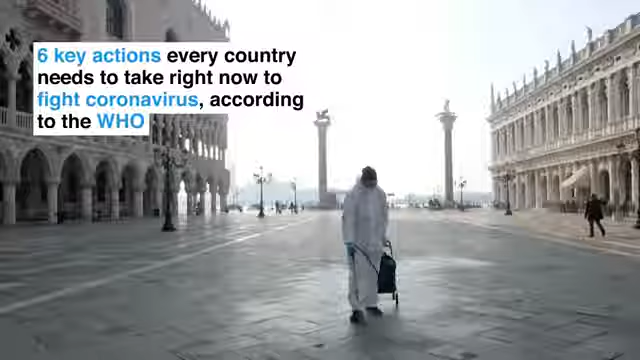 6 key actions every country
needs to take right now to
fight coronavirus, according
to the WHO